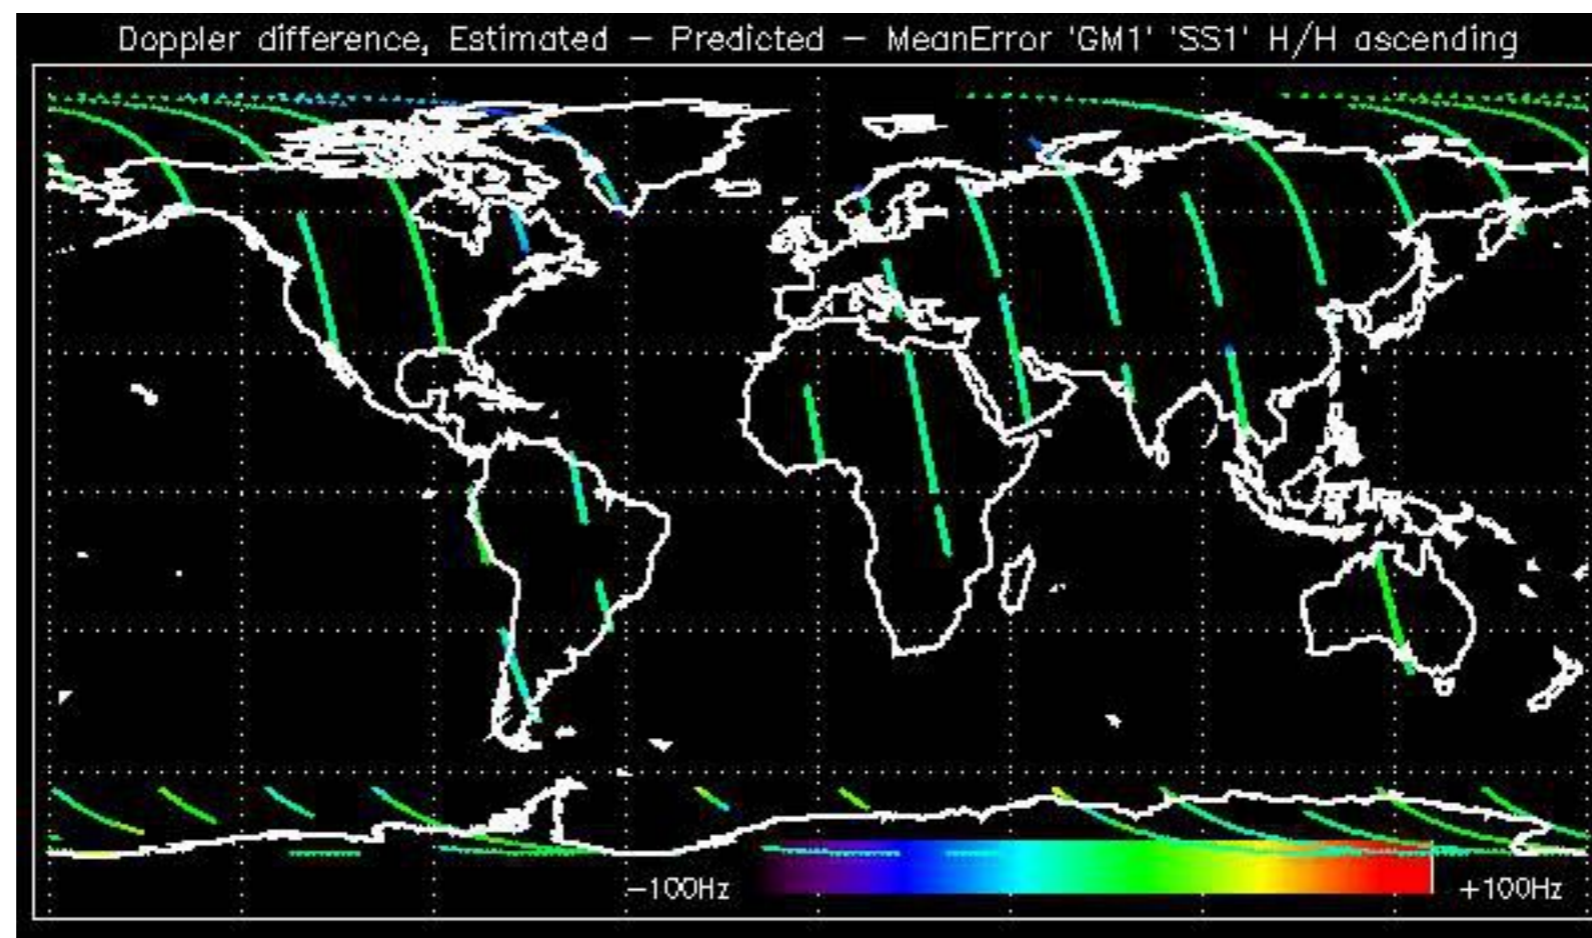 Doppler difference, Estimated – Predicted – MeanError 'GM1' 'SS1' H/H ascending
−100Hz
+100Hz